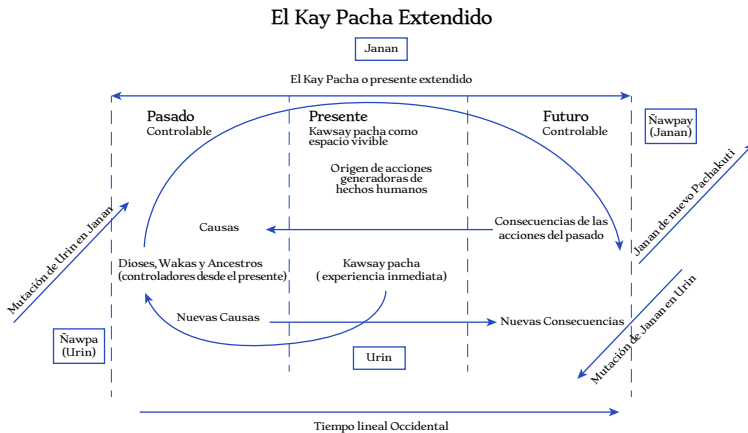 El Kay Pacha Extendido
Janan
El Kay Pacha o presente extendido
Pasado
Controlable
Presente
Kawsay pacha como
espacio vivible
Origen de acciones
generadoras de
hechos humanos
Futuro
Controlable
Ñawpay
(Janan)
Mutación de Urin en Janan
Causas
Consecuencias de las
acciones del pasado
Janan de nuevo Pachakuti
Dioses, Wakas y Ancestros
(controladores desde el presente)
Kawsay pacha
( experiencia inmediata)
Nuevas Causas
Nuevas Consecuencias
Mutación de Janan en Urin
Ñawpa
(Urin)
Urin
Tiempo lineal Occidental